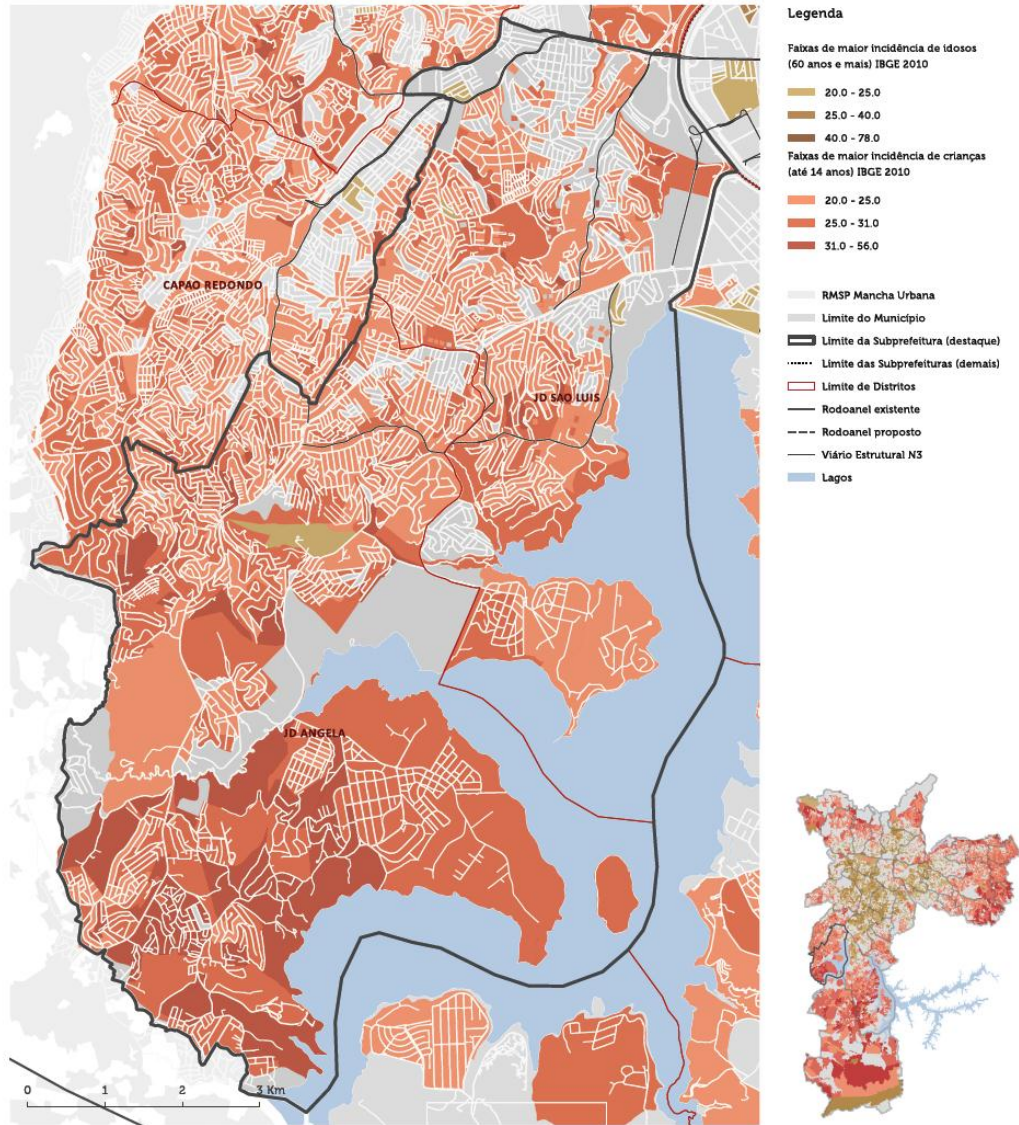 Legenda
Faixas de maior incidência de idosos
(60 anos e mais) IBGE 2010
20.0 - 25.0
25.0 - 40.0
40.0 - 78.0
Faixas de maior incidência de crianças
(até 14 anos) IBGE 2010
20.0 - 25.0
25.0 - 31.0
31.0 - 56.0
RMSP Mancha Urbana
Limite do Município
Limite da Subprefeitura (destaque)
Limite das Subprefeituras (demais)
Limite de Distritos
Rodoanel existente
Rodoanel proposto
Viário Estrutural N3
Lagos
CAPAO REDONDO
JD SAO LUIS
JD ANGELA
0 1 2 3 Km